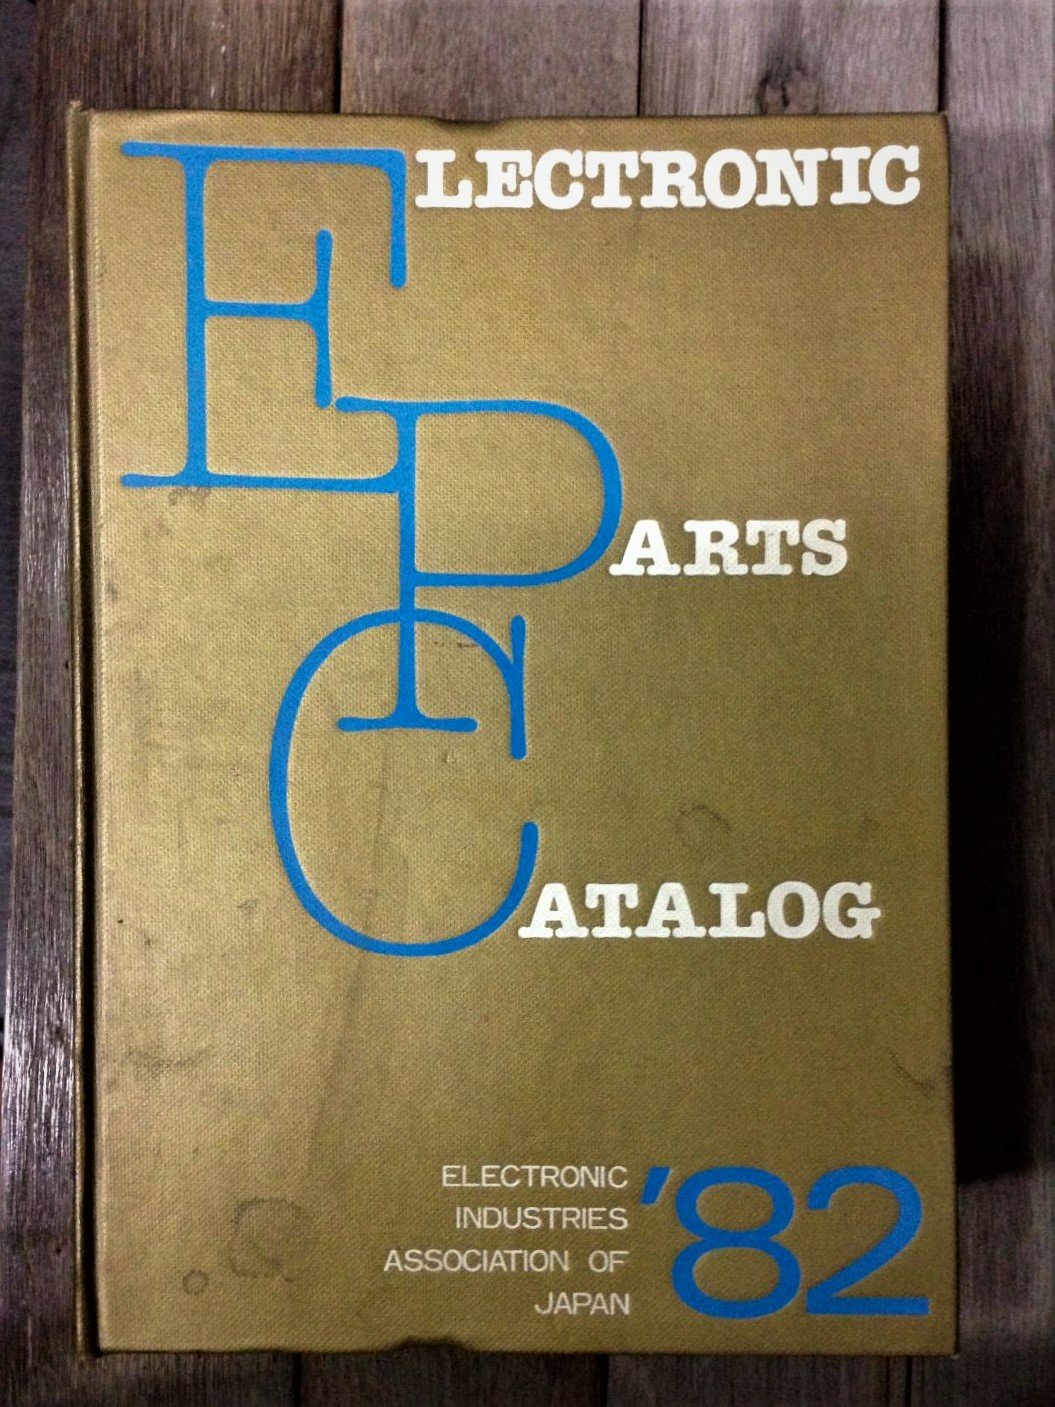 ELECTRONIC
PARTS
CATALOG
ELECTRONIC
INDUSTRIES
ASSOCIATION OF
JAPAN
'82